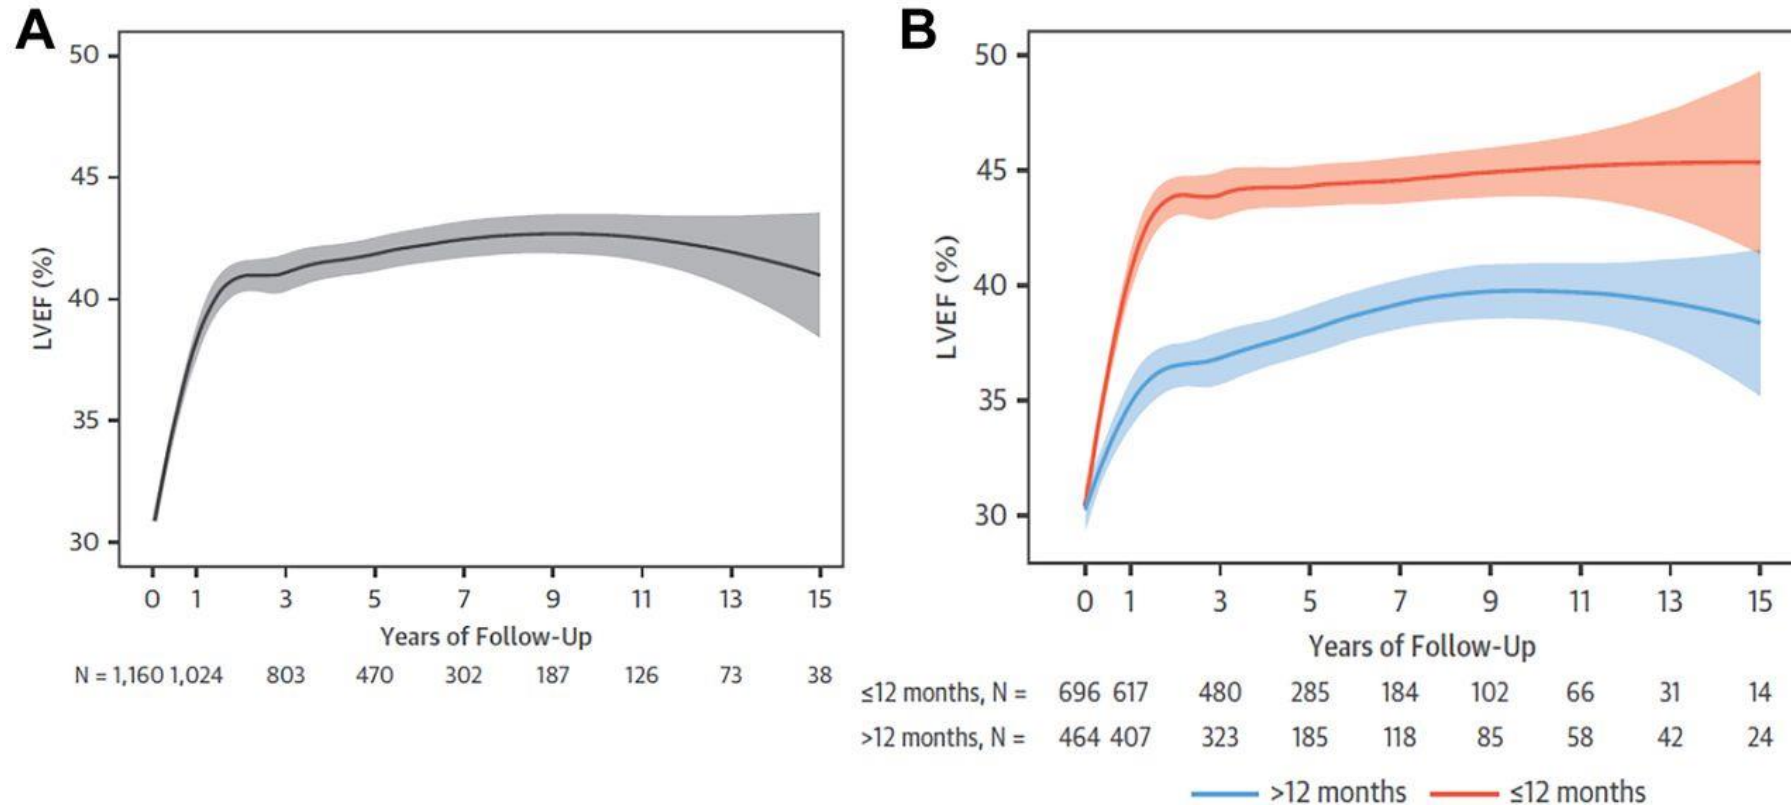 A
50
45
40
35
30
LVEF (%)
0 1 3 5 7 9 11 13 15
Years of Follow-Up
N = 1,160 1,024 803 470 302 187 126 73 38
B
50
45
40
35
30
LVEF (%)
0 1 3 5 7 9 11 13 15
Years of Follow-Up
≤12 months, N = 696 617 480 285 184 102 66 31 14
>12 months, N = 464 407 323 185 118 85 58 42 24
>12 months ≤12 months